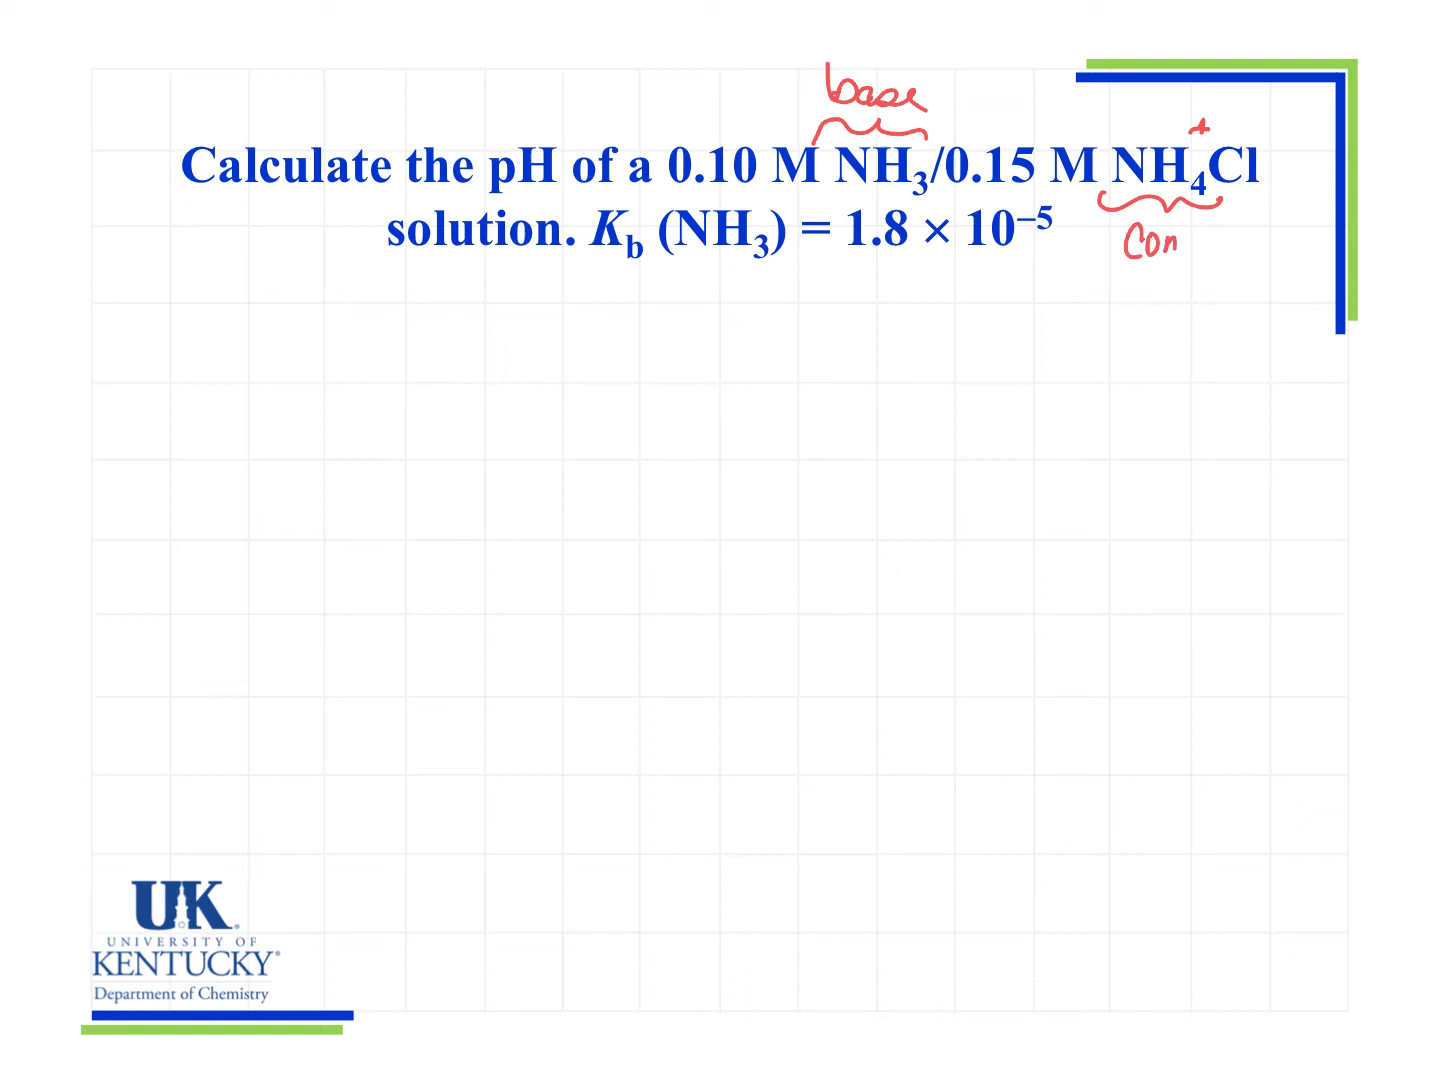 base
+
Calculate the pH of a 0.10 M NH₃/0.15 M NH₄Cl
solution. Kb (NH₃) = 1.8 × 10⁻⁵
con
UK
UNIVERSITY OF
KENTUCKY®
Department of Chemistry